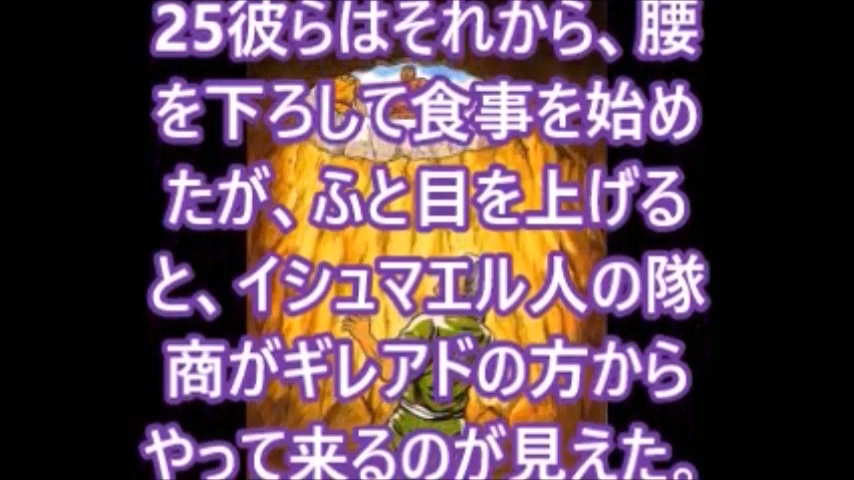 25彼らはそれから、腰
を下ろして食事を始め
たが、ふと目を上げる
と、イシュマエル人の隊
商がギレアドの方から
やって来るのが見えた。